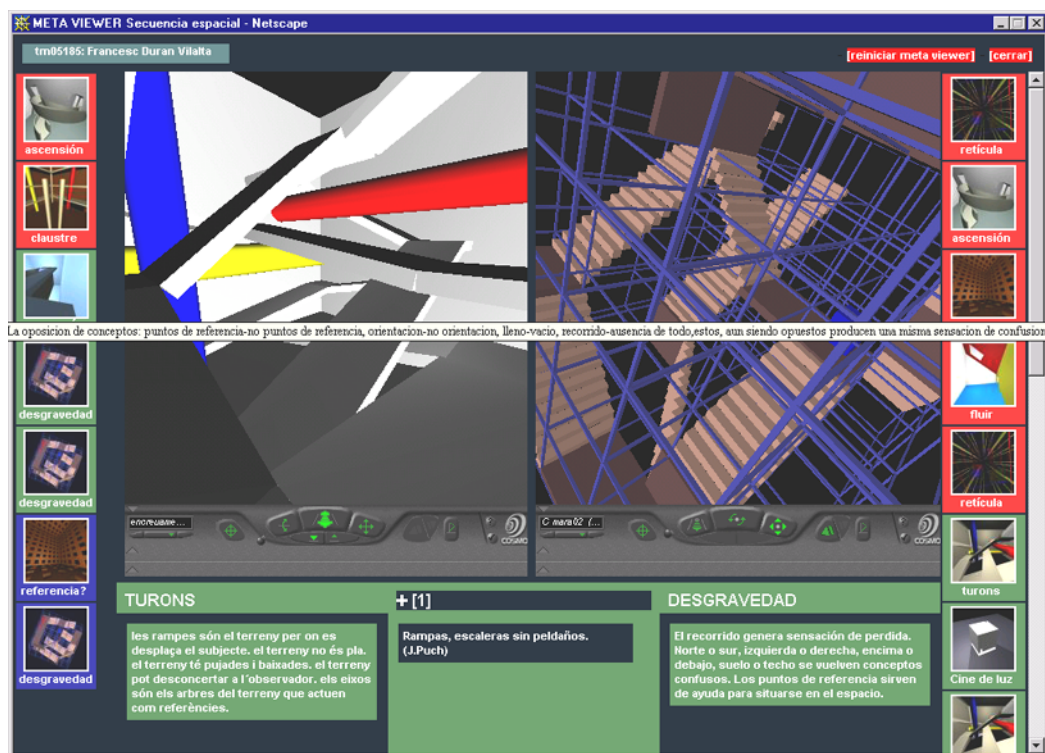 META VIEWER Secuencia espacial - Netscape
tm05185: Francesc Duran Vilalta
[reiniciar meta viewer]
[cerrar]
ascensión
claustre
La oposicion de conceptos: puntos de referencia-no puntos de referencia, orientacion-no orientacion, lleno-vacio, recorrido-ausencia de todo,estos, aun siendo opuestos producen una misma sensacion de confusion
desgravedad
desgravedad
referencia?
desgravedad
retícula
ascensión
fluir
retícula
turons
Cine de luz
encreuame...
COSMO
C mara02 (...
COSMO
TURONS
les rampes són el terreny per on es
desplaça el subjecte. el terreny no és pla.
el terreny té pujades i baixades. el terreny
pot desconcertar a l'observador. els eixos
són els arbres del terreny que actuen
com referències.
+ [1]
Rampas, escaleras sin peldaños.
(J.Puch)
DESGRAVEDAD
El recorrido genera sensación de perdida.
Norte o sur, izquierda o derecha, encima o
debajo, suelo o techo se vuelven conceptos
confusos. Los puntos de referencia sirven
de ayuda para situarse en el espacio.